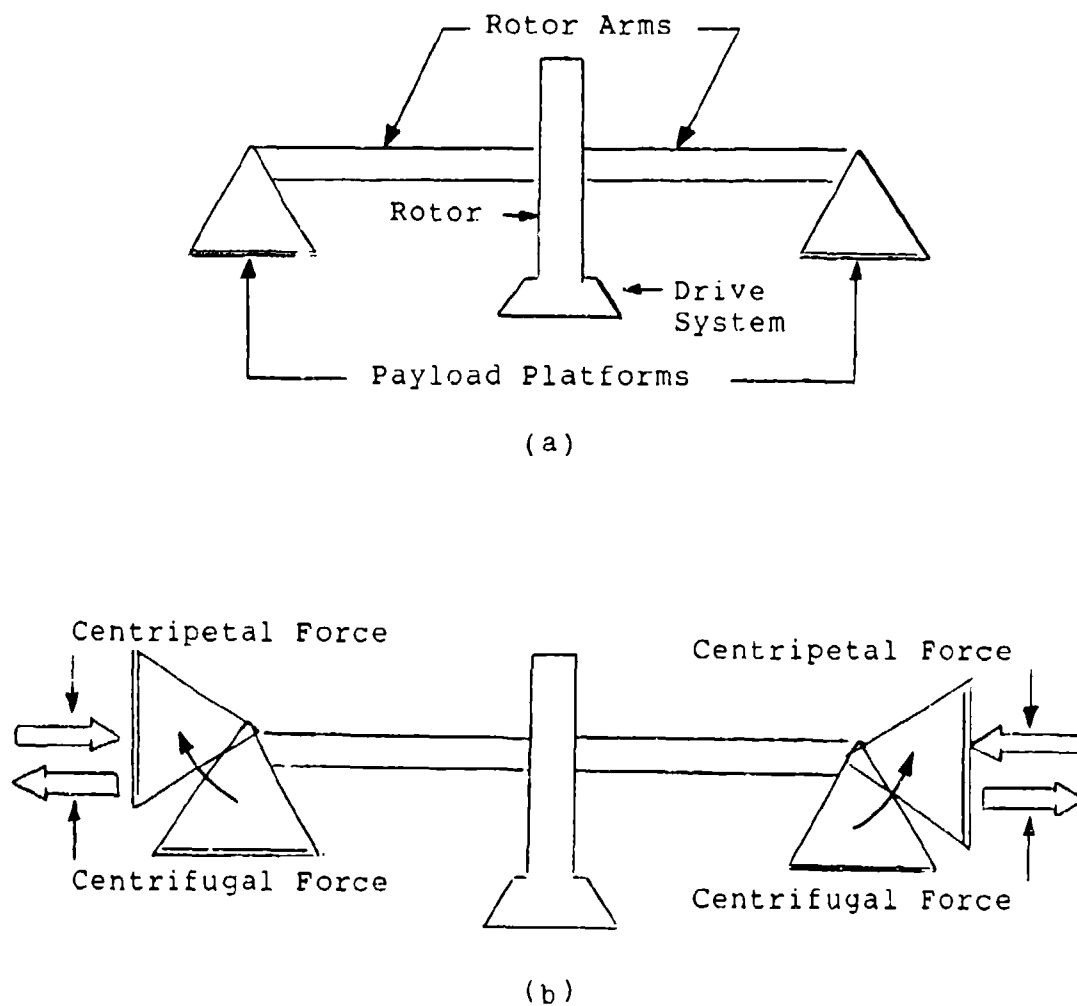 Rotor Arms
Rotor
Drive
System
Payload Platforms
(a)
Centripetal Force
Centripetal Force
Centrifugal Force
Centrifugal Force
(b)